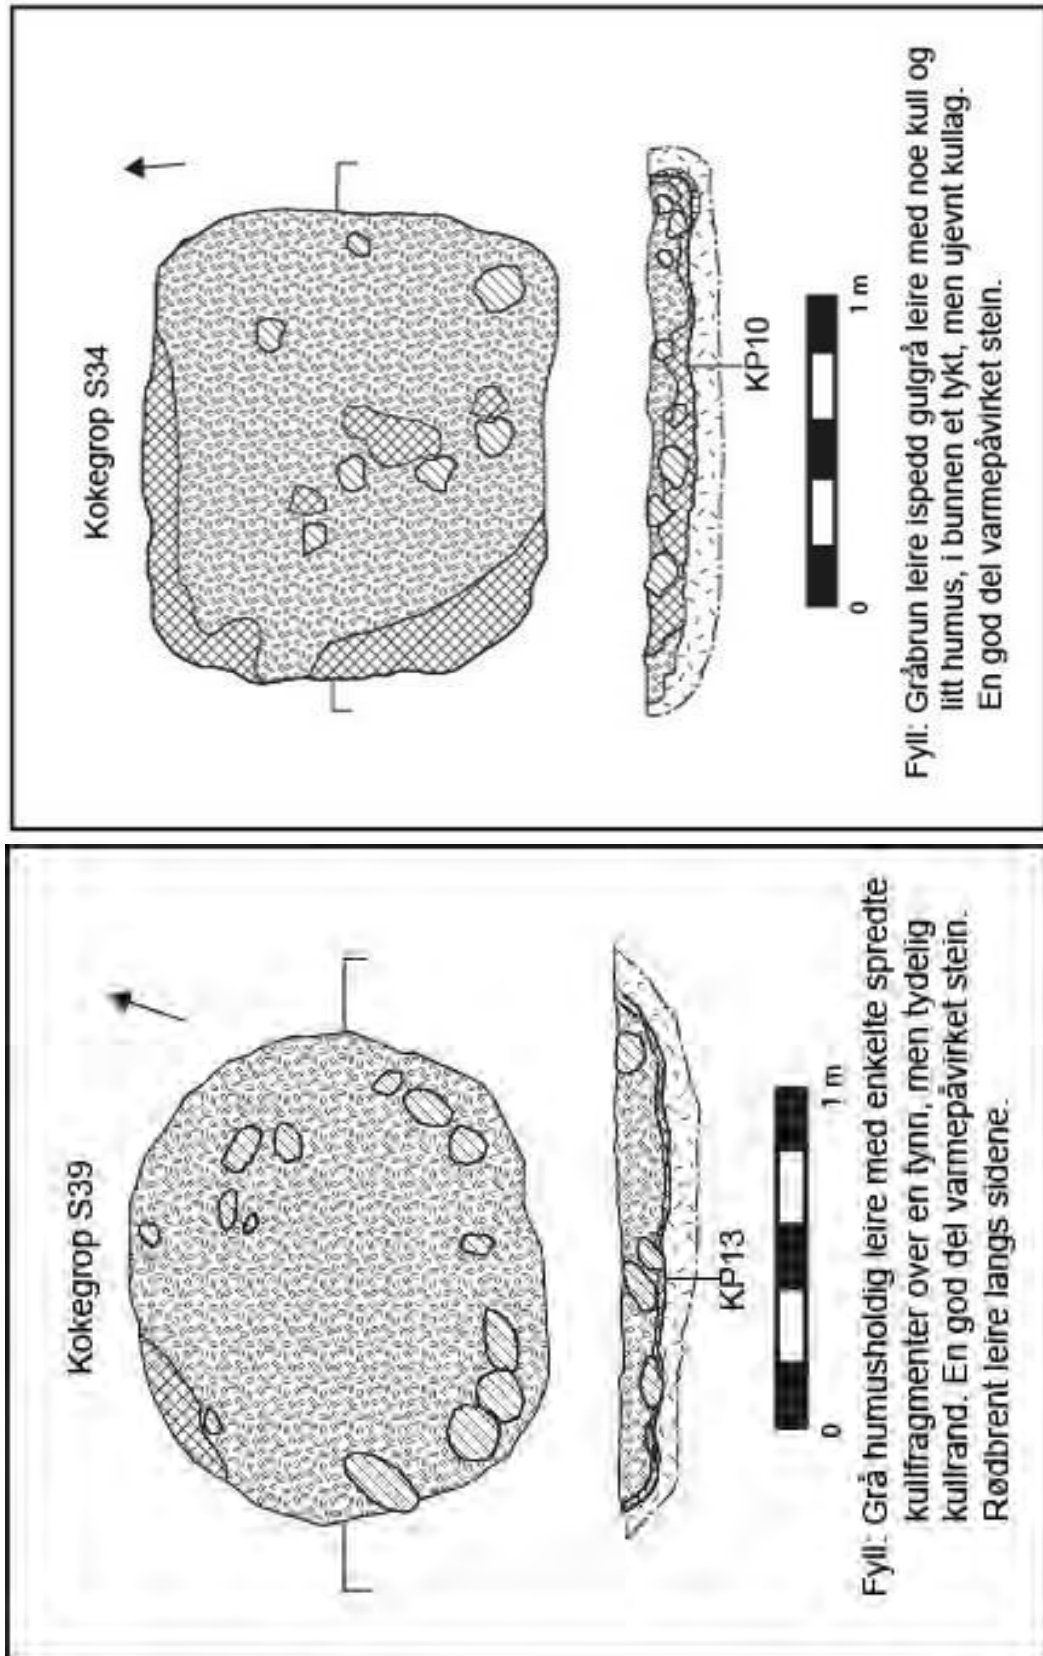 Kokegrop S34
KP10
0 1 m
Fyll: Gråbrun leire ispedd gulgrå leire med noe kull og
litt humus, i bunnen et tykt, men ujevnt kullag.
En god del varmepåvirket stein.
Kokegrop S39
KP13
0 1 m
Fyll: Grå humusholdig leire med enkelte spredte
kullfragmenter over en tynn, men tydelig
kullrand. En god del varmepåvirket stein.
Rødbrent leire langs sidene.